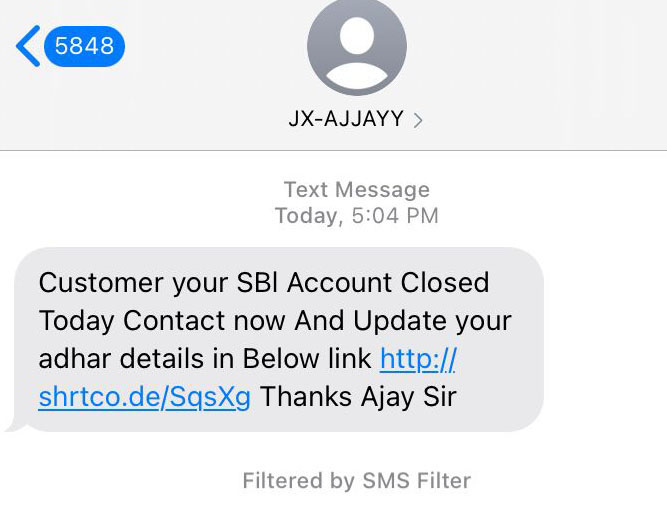 5848
JX-AJJAYY
Text Message
Today, 5:04 PM
Customer your SBl Account Closed
Today Contact now And Update your
adhar details in Below link http://
shrtco.de/SqsXg Thanks Ajay Sir
Filtered by SMS Filter